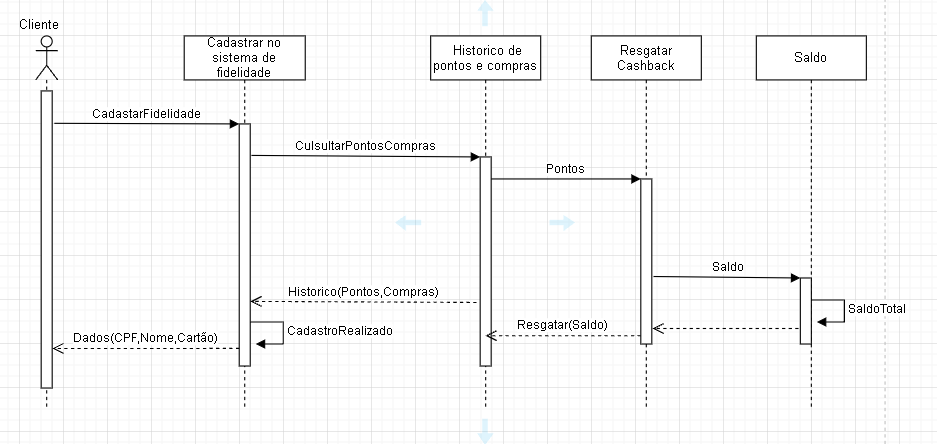 Cliente
Cadastrar no
sistema de
fidelidade
Historico de
pontos e compras
Resgatar
Cashback
Saldo
CadastarFidelidade
CulsultarPontosCompras
Pontos
Saldo
Historico(Pontos,Compras)
SaldoTotal
CadastroRealizado
Resgatar(Saldo)
Dados(CPF,Nome,Cartão)